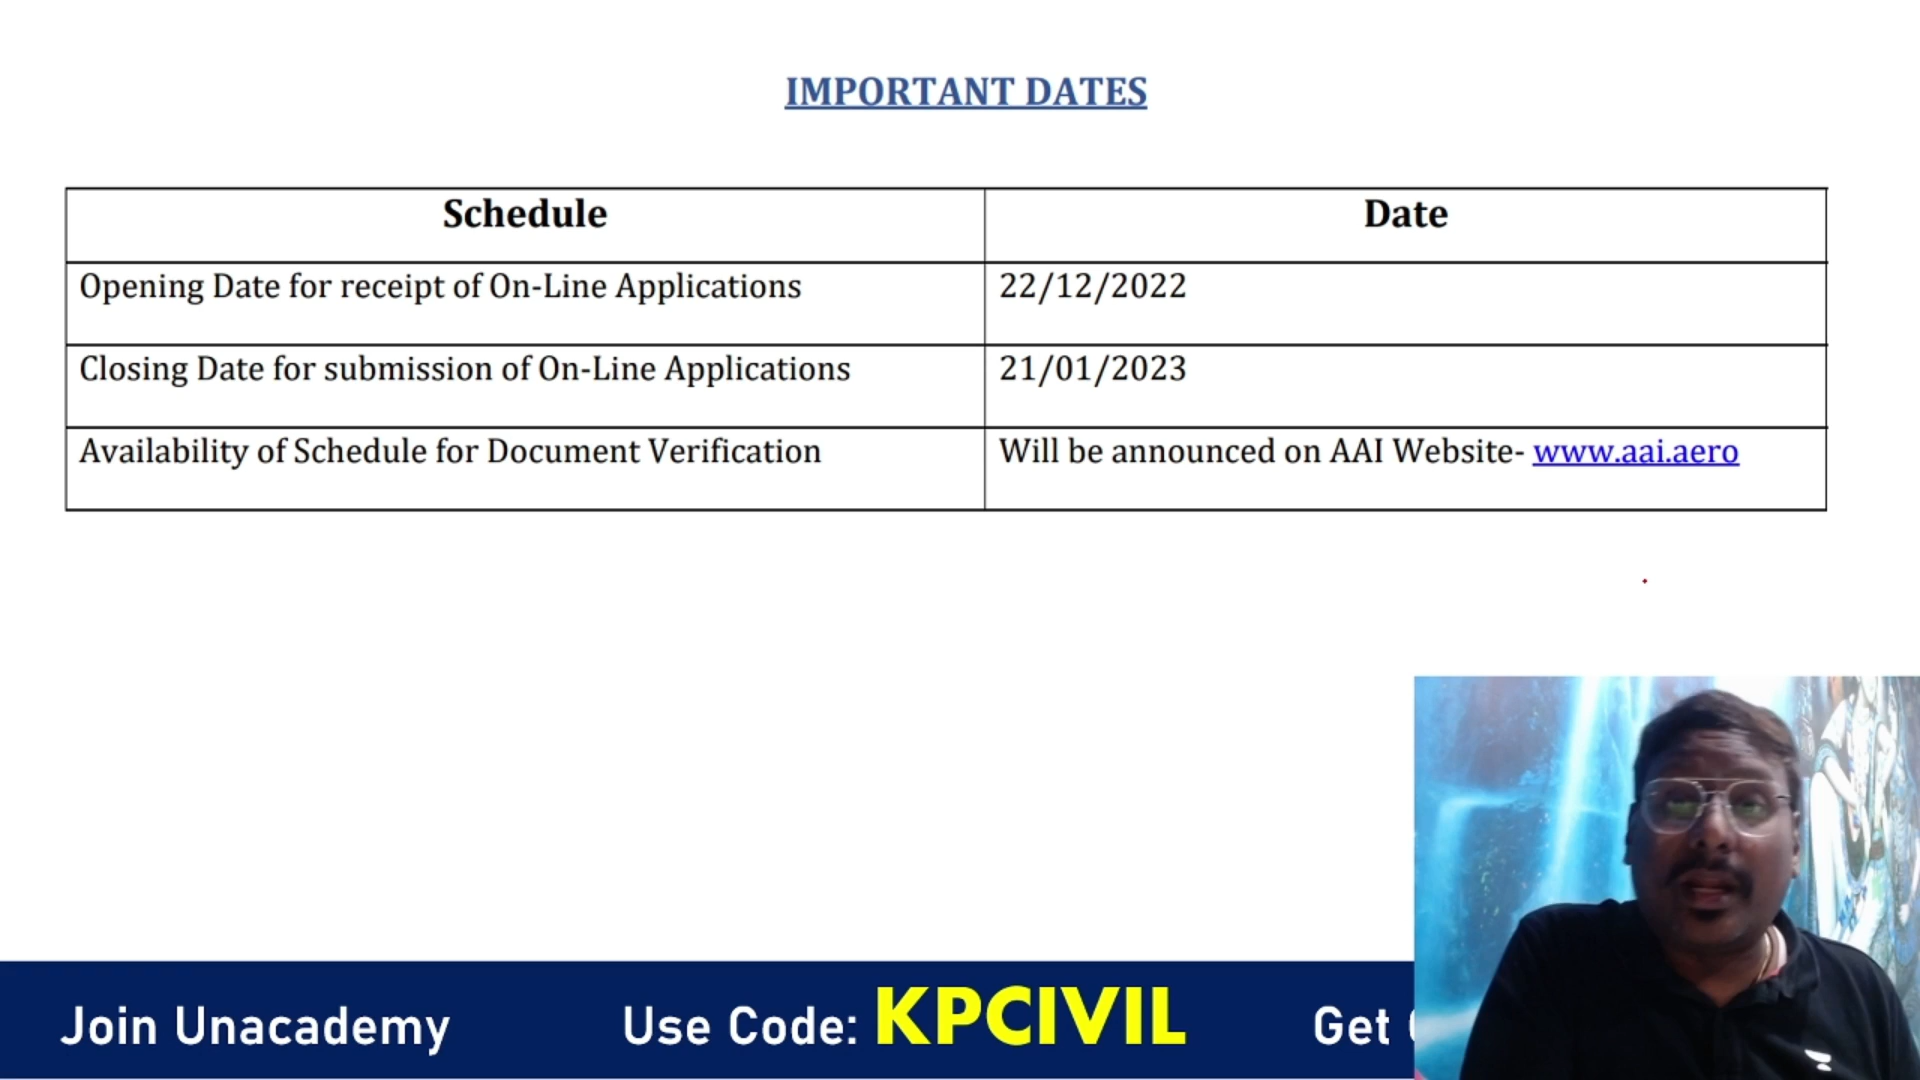 IMPORTANT DATES
Schedule Date
Opening Date for receipt of On-Line Applications 22/12/2022
Closing Date for submission of On-Line Applications 21/01/2023
Availability of Schedule for Document Verification Will be announced on AAI Website- www.aai.aero
Join Unacademy Use Code: KPCIVIL Get